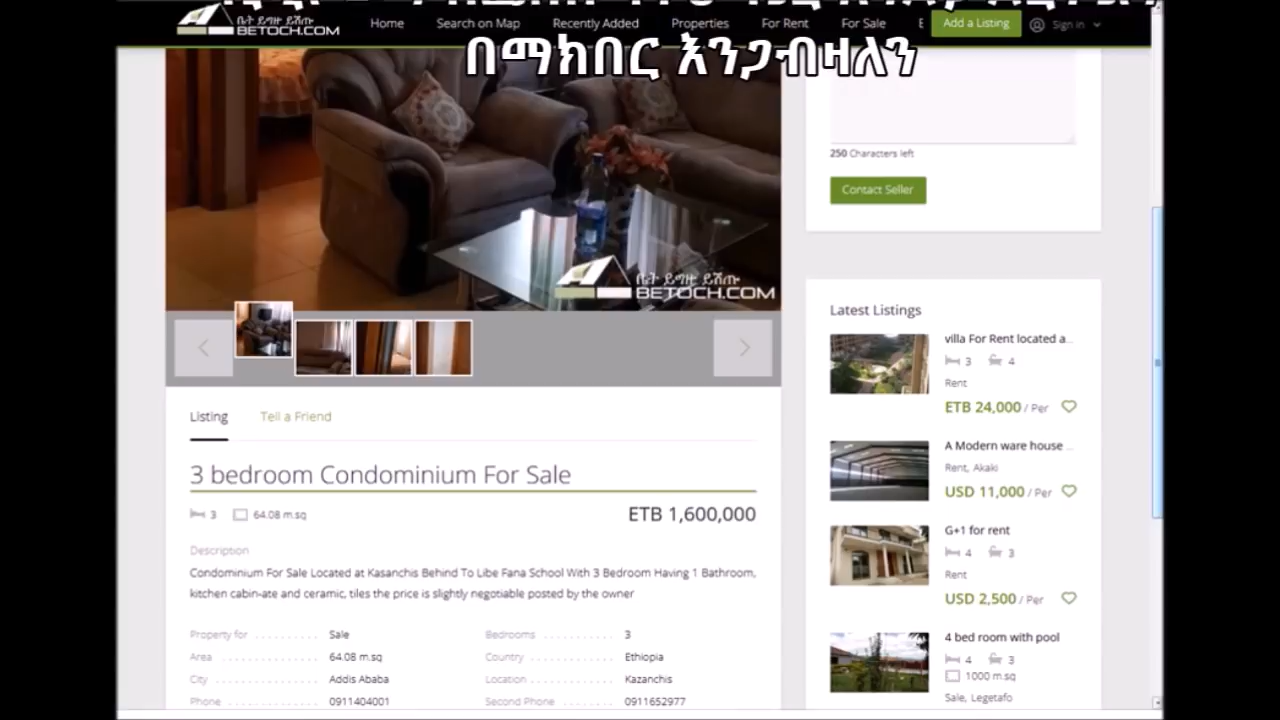 ቤት ይግዙ ይሽጡ
BETOCH.COM
Home
Search on Map
Recently Added
Properties
For Rent
For Sale
Add a Listing
Sign in
በማክበር እንጋብዛለን
250 Characters left
Contact Seller
ቤት ይግዙ ይሽጡ
BETOCH.COM
Listing
Tell a Friend
3 bedroom Condominium For Sale
3
64.08 m.sq
ETB 1,600,000
Description
Condominium For Sale Located at Kasanchis Behind To Libe Fana School With 3 Bedroom Having 1 Bathroom,
kitchen cabin-ate and ceramic, tiles the price is slightly negotiable posted by the owner
Property for . . . . . . . . . . Sale
Bedrooms . . . . . . . . . . . . 3
Area . . . . . . . . . . . . . . . 64.08 m.sq
Country . . . . . . . . . . . . . Ethiopia
City . . . . . . . . . . . . . . . . Addis Ababa
Location . . . . . . . . . . . . . Kazanchis
Phone . . . . . . . . . . . . . . 0911404001
Second Phone . . . . . . . . . 0911652977
Latest Listings
villa For Rent located a...
3 4
Rent
ETB 24,000 / Per
A Modern ware house ...
Rent, Akaki
USD 11,000 / Per
G+1 for rent
4 3
Rent
USD 2,500 / Per
4 bed room with pool
4 3
1000 m.sq
Sale, Legetafo